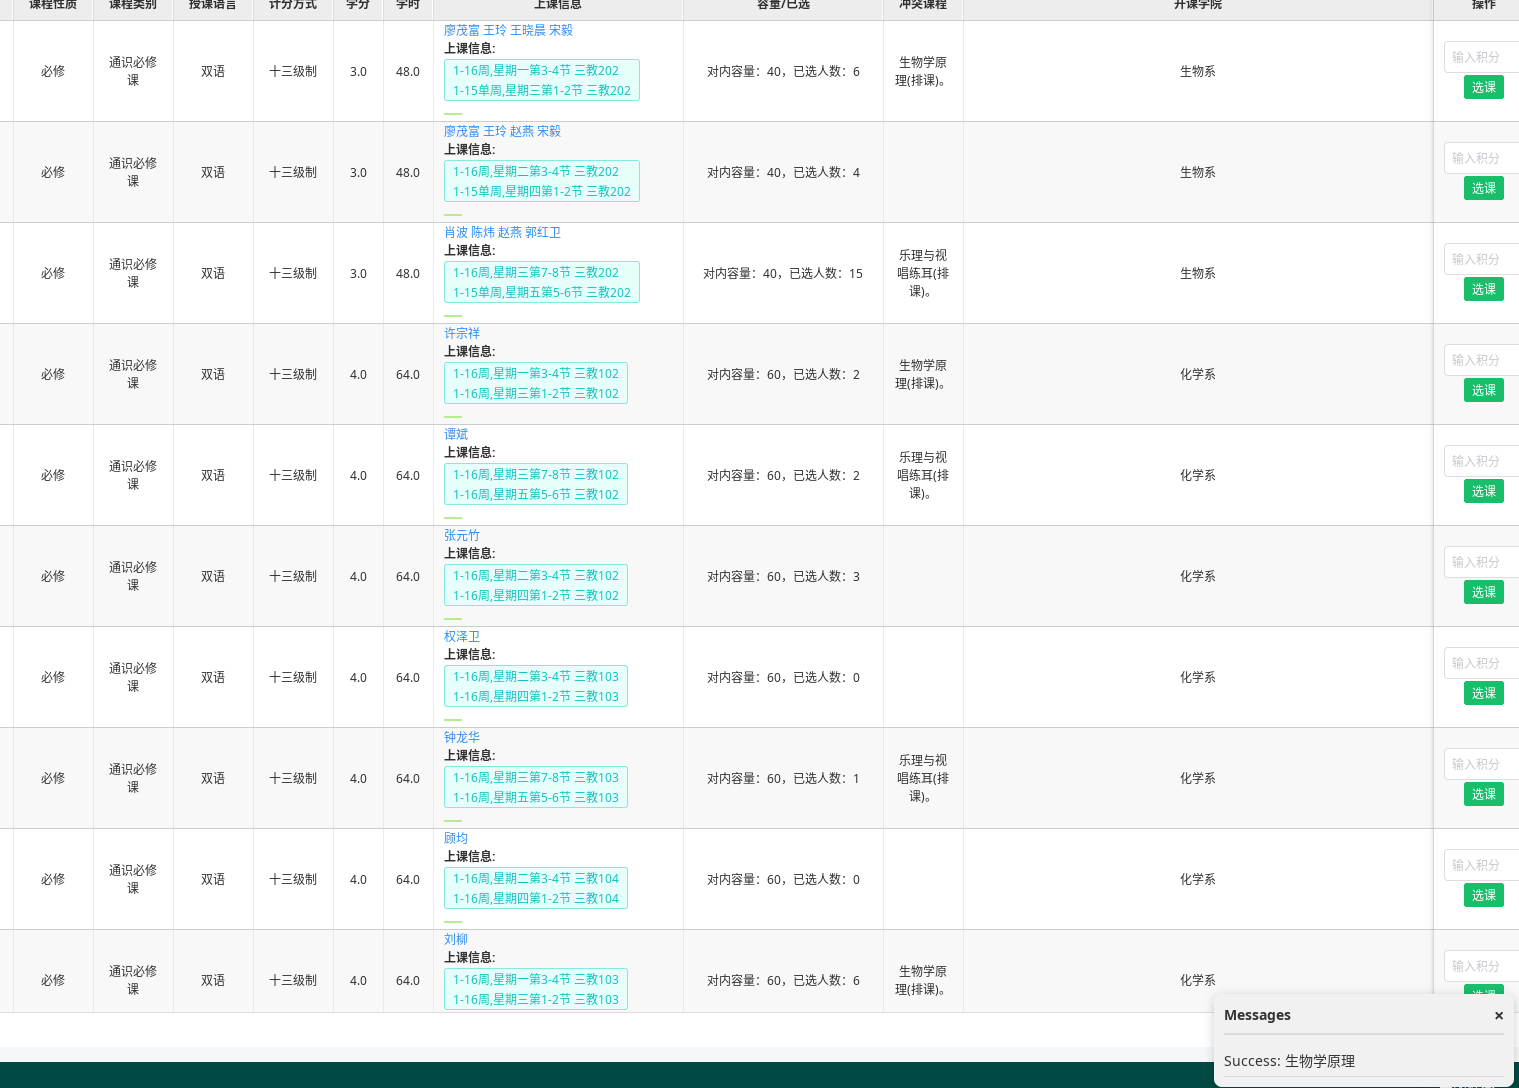 课程性质 课程类别 授课语言 计分方式 学分 学时 上课信息 容量/已选 冲突课程 开课学院 操作
廖茂富 王玲 王晓晨 宋毅
上课信息:
必修 通识必修课 双语 十三级制 3.0 48.0 1-16周,星期一第3-4节 三教202 对内容量：40，已选人数：6 生物学原理(排课)。 生物系 输入积分
1-15单周,星期三第1-2节 三教202 选课
廖茂富 王玲 赵燕 宋毅
上课信息:
必修 通识必修课 双语 十三级制 3.0 48.0 1-16周,星期二第3-4节 三教202 对内容量：40，已选人数：4 生物系 输入积分
1-15单周,星期四第1-2节 三教202 选课
肖波 陈炜 赵燕 郭红卫
上课信息:
必修 通识必修课 双语 十三级制 3.0 48.0 1-16周,星期三第7-8节 三教202 对内容量：40，已选人数：15 乐理与视唱练耳(排课)。 生物系 输入积分
1-15单周,星期五第5-6节 三教202 选课
许宗祥
上课信息:
必修 通识必修课 双语 十三级制 4.0 64.0 1-16周,星期一第3-4节 三教102 对内容量：60，已选人数：2 生物学原理(排课)。 化学系 输入积分
1-16周,星期三第1-2节 三教102 选课
谭斌
上课信息:
必修 通识必修课 双语 十三级制 4.0 64.0 1-16周,星期三第7-8节 三教102 对内容量：60，已选人数：2 乐理与视唱练耳(排课)。 化学系 输入积分
1-16周,星期五第5-6节 三教102 选课
张元竹
上课信息:
必修 通识必修课 双语 十三级制 4.0 64.0 1-16周,星期二第3-4节 三教102 对内容量：60，已选人数：3 化学系 输入积分
1-16周,星期四第1-2节 三教102 选课
权泽卫
上课信息:
必修 通识必修课 双语 十三级制 4.0 64.0 1-16周,星期二第3-4节 三教103 对内容量：60，已选人数：0 化学系 输入积分
1-16周,星期四第1-2节 三教103 选课
钟龙华
上课信息:
必修 通识必修课 双语 十三级制 4.0 64.0 1-16周,星期三第7-8节 三教103 对内容量：60，已选人数：1 乐理与视唱练耳(排课)。 化学系 输入积分
1-16周,星期五第5-6节 三教103 选课
顾均
上课信息:
必修 通识必修课 双语 十三级制 4.0 64.0 1-16周,星期二第3-4节 三教104 对内容量：60，已选人数：0 化学系 输入积分
1-16周,星期四第1-2节 三教104 选课
刘柳
上课信息:
必修 通识必修课 双语 十三级制 4.0 64.0 1-16周,星期一第3-4节 三教103 对内容量：60，已选人数：6 生物学原理(排课)。 化学系 输入积分
1-16周,星期三第1-2节 三教103 选课
Messages ×
Success: 生物学原理